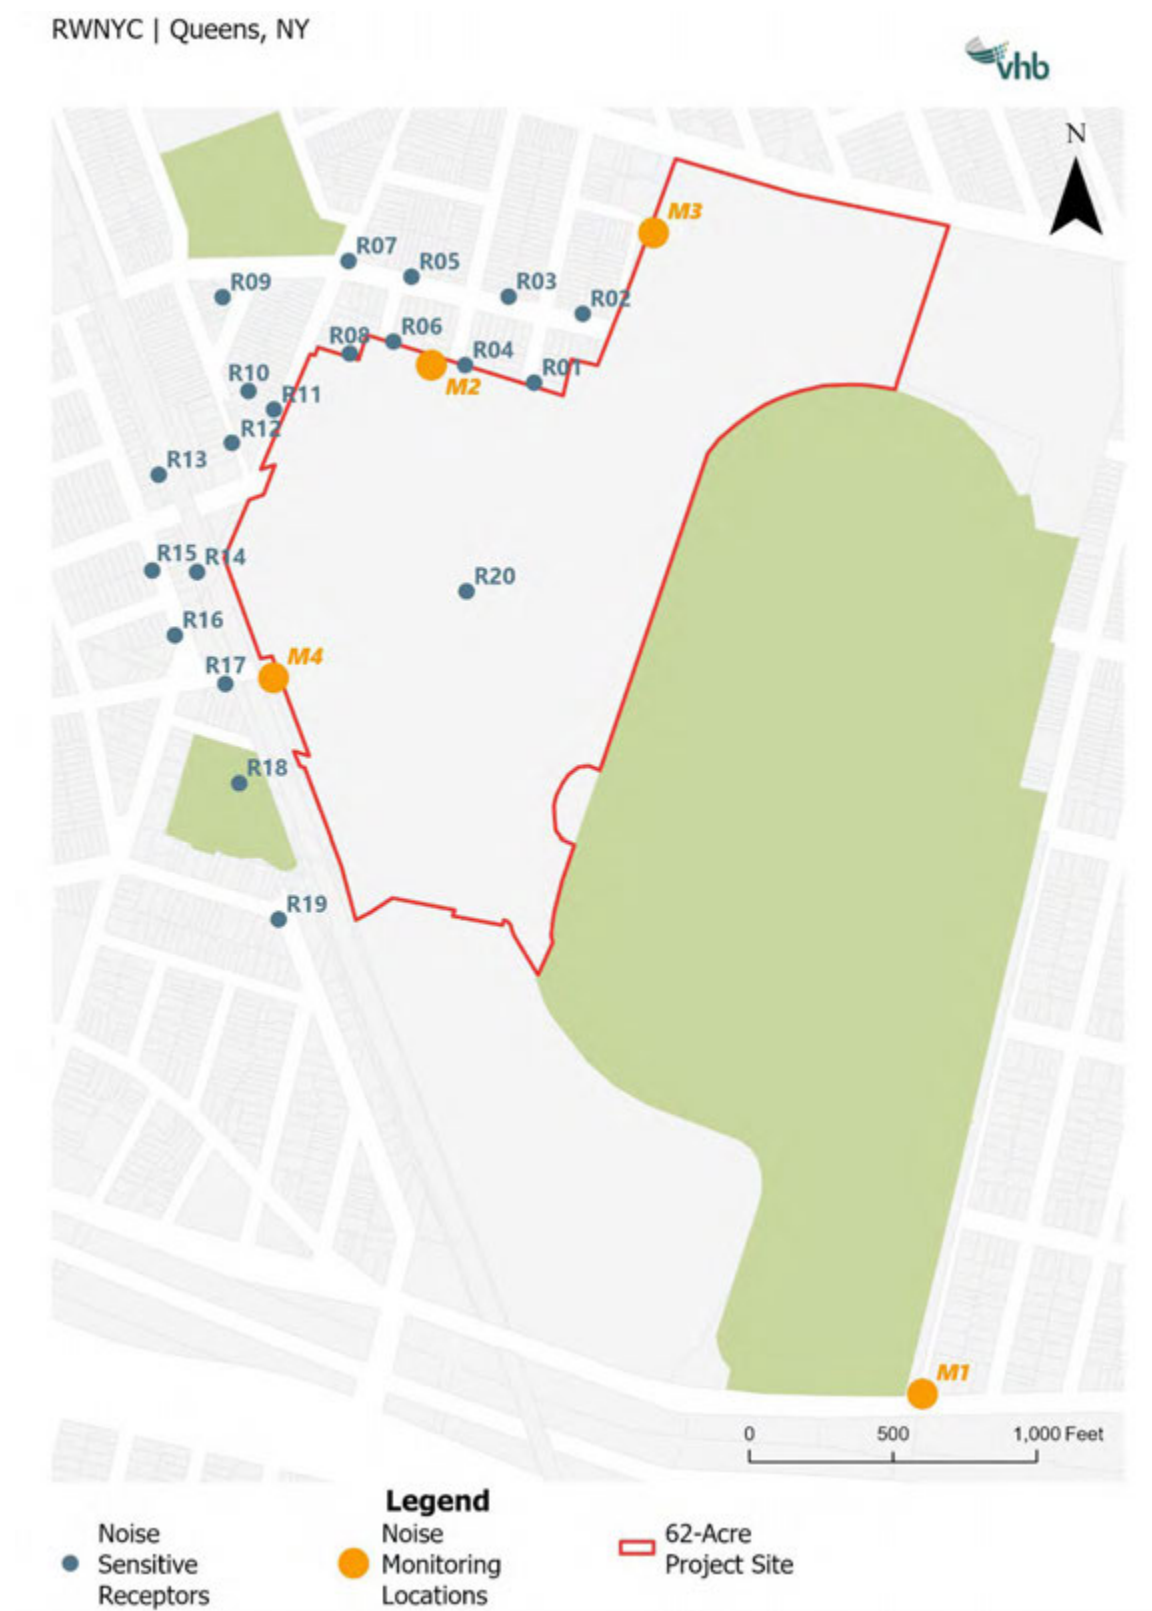 RWNYC | Queens, NY
vhb
N
M3
R07
R05
R09
R03
R02
R06
R08
R04
R01
M2
R10
R11
R12
R13
R15
R14
R20
R16
M4
R17
R18
R19
M1
0 500 1,000 Feet
Legend
Noise
Sensitive
Receptors
Noise
Monitoring
Locations
62-Acre
Project Site